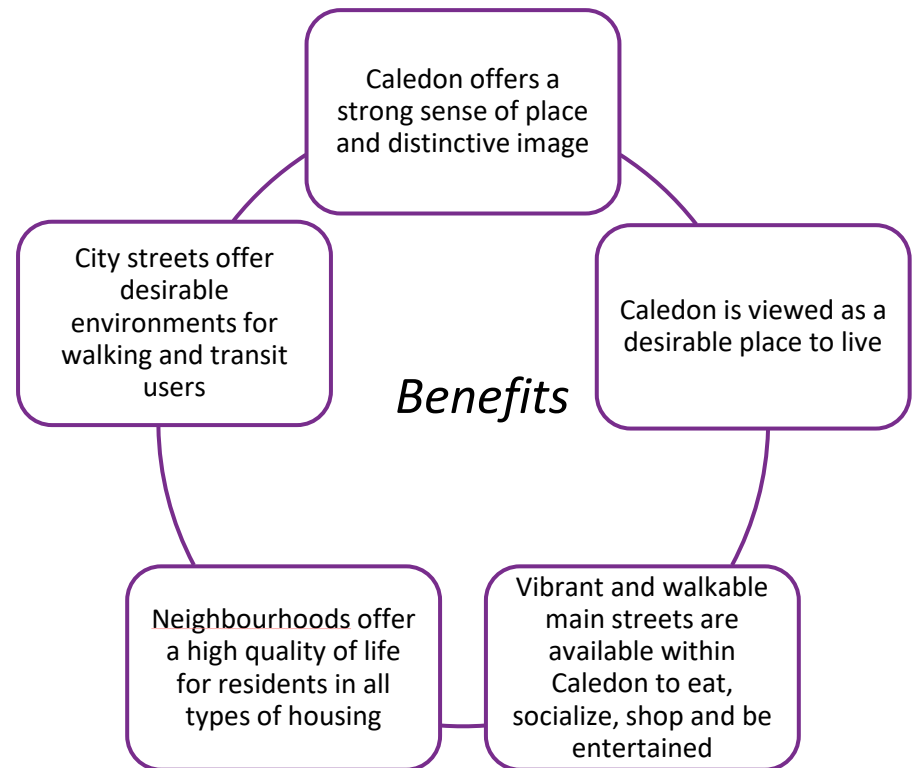 Caledon offers a
strong sense of place
and distinctive image
Caledon is viewed as a
desirable place to live
Vibrant and walkable
main streets are
available within
Caledon to eat,
socialize, shop and be
entertained
Neighbourhoods offer
a high quality of life
for residents in all
types of housing
City streets offer
desirable
environments for
walking and transit
users
Benefits